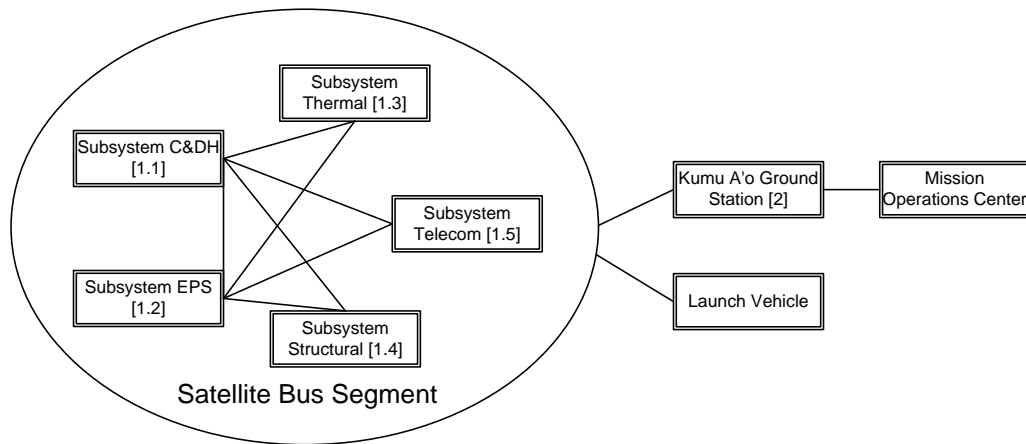 Subsystem
Thermal [1.3]
Subsystem C&DH
[1.1]
Subsystem
Telecom [1.5]
Subsystem EPS
[1.2]
Subsystem
Structural [1.4]
Satellite Bus Segment
Kumu A'o Ground
Station [2]
Mission
Operations Center
Launch Vehicle